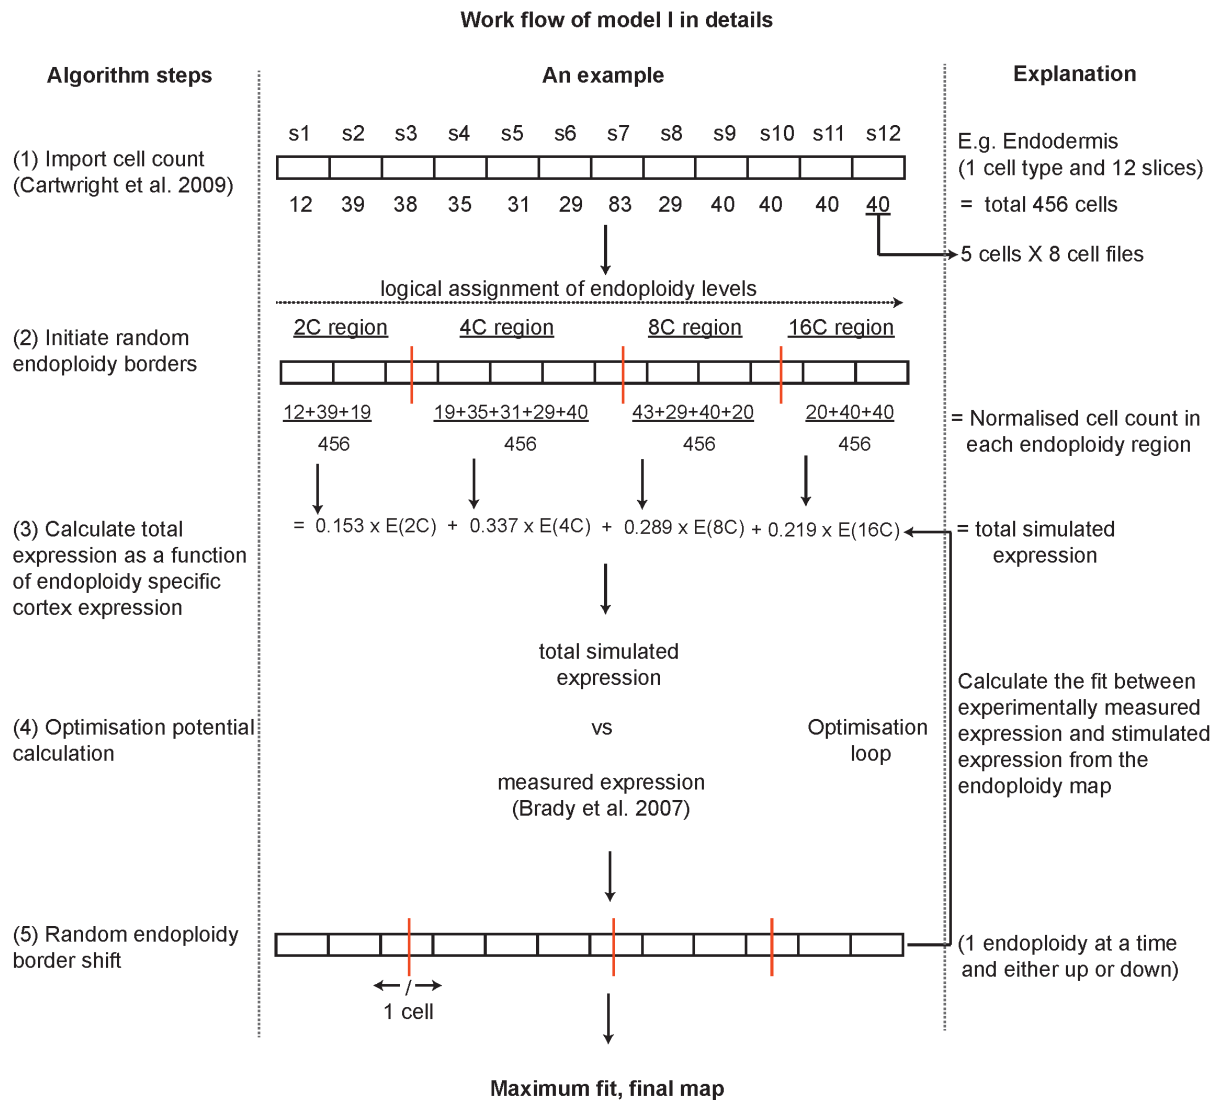 Work flow of model I in details
Algorithm steps
An example
Explanation
s1 s2 s3 s4 s5 s6 s7 s8 s9 s10 s11 s12
(1) Import cell count
(Cartwright et al. 2009)
E.g. Endodermis
(1 cell type and 12 slices)
12 39 38 35 31 29 83 29 40 40 40 40
= total 456 cells
5 cells X 8 cell files
logical assignment of endoploidy levels
(2) Initiate random
endoploidy borders
2C region 4C region 8C region 16C region
12+39+19 19+35+31+29+40 43+29+40+20 20+40+40
456 456 456 456
= Normalised cell count in
each endoploidy region
(3) Calculate total
expression as a function
of endoploidy specific
cortex expression
= 0.153 x E(2C) + 0.337 x E(4C) + 0.289 x E(8C) + 0.219 x E(16C)
= total simulated
expression
total simulated
expression
(4) Optimisation potential
calculation
vs
Optimisation
loop
measured expression
(Brady et al. 2007)
Calculate the fit between
experimentally measured
expression and stimulated
expression from the
endoploidy map
(5) Random endoploidy
border shift
/
1 cell
(1 endoploidy at a time
and either up or down)
Maximum fit, final map